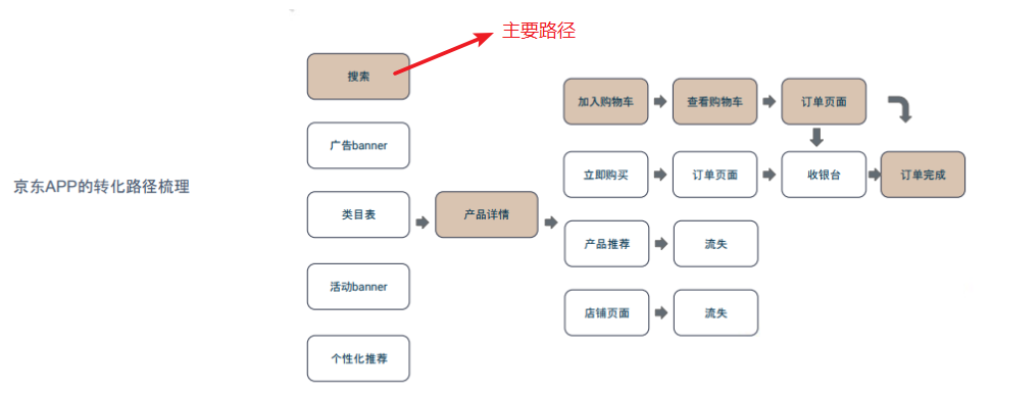 主要路径
搜索
加入购物车
查看购物车
订单页面
广告banner
立即购买
订单页面
收银台
订单完成
京东APP的转化路径梳理
类目表
产品详情
产品推荐
流失
活动banner
店铺页面
流失
个性化推荐